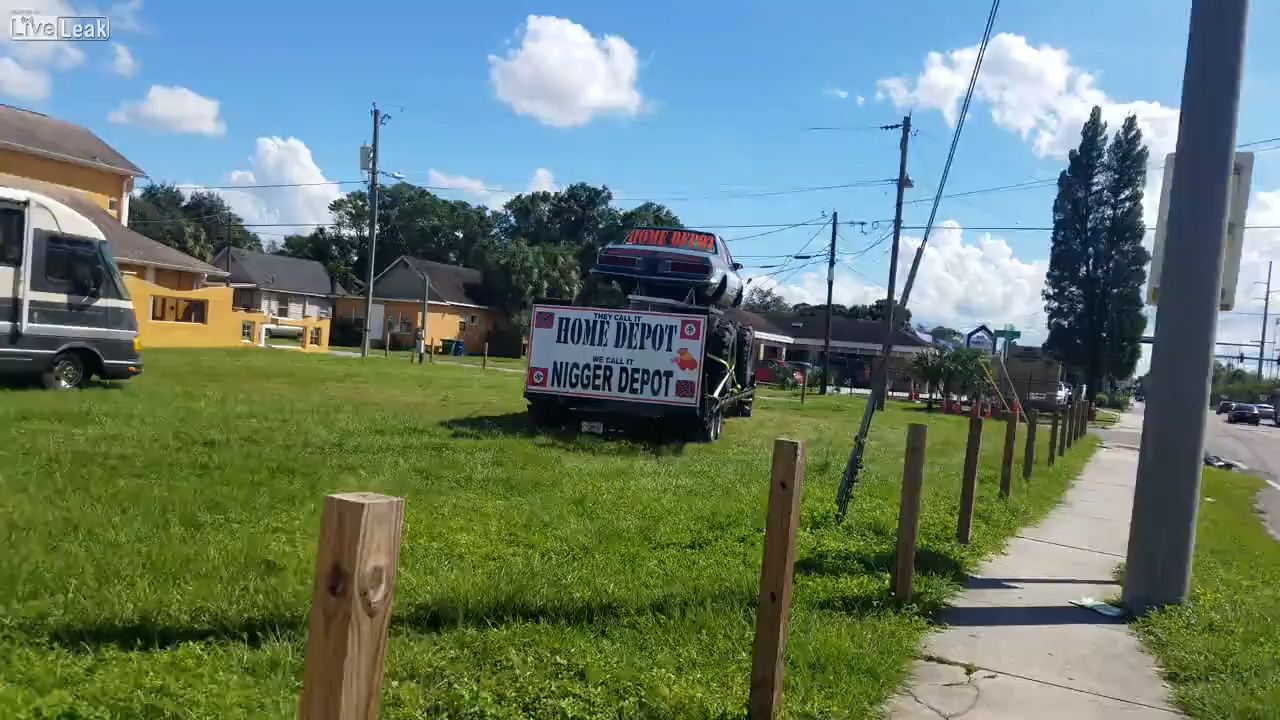 LiveLeak
HOME DEPOT
THEY CALL IT
HOME DEPOT
WE CALL IT
NIGGER DEPOT